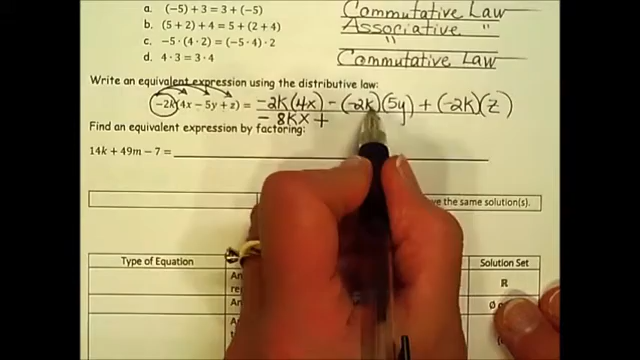 a. (−5) + 3 = 3 + (−5) Commutative Law
b. (5 + 2) + 4 = 5 + (2 + 4) Associative "
c. −5 · (4 · 2) = (−5 · 4) · 2 "
d. 4 · 3 = 3 · 4 Commutative Law
Write an equivalent expression using the distributive law:
−2k(4x − 5y + z) = −2k(4x) − (−2k)(5y) + (−2k)(z)
− 8kx +
Find an equivalent expression by factoring:
14k + 49m − 7 =
ve the same solution(s).
Type of Equation Solution Set
ℝ